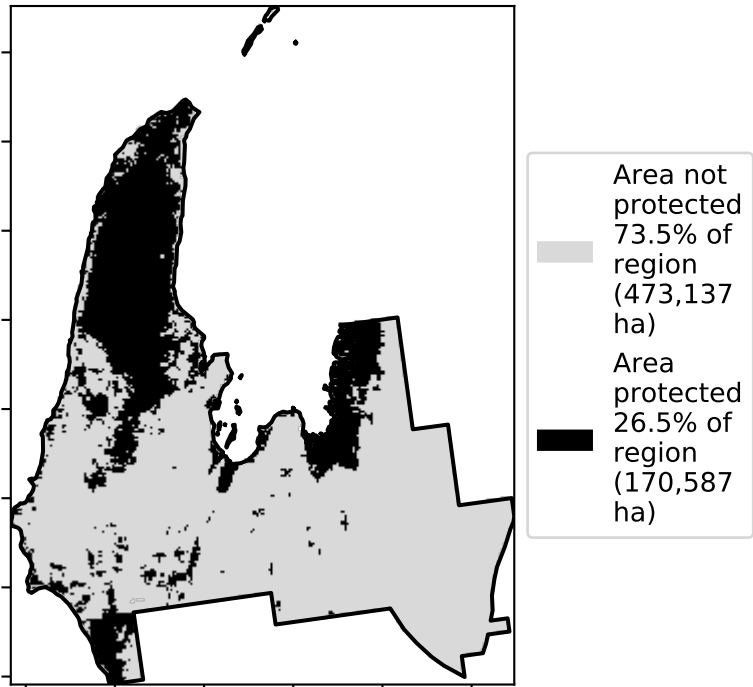 Area not
protected
73.5% of
region
(473,137
ha)
Area
protected
26.5% of
region
(170,587
ha)